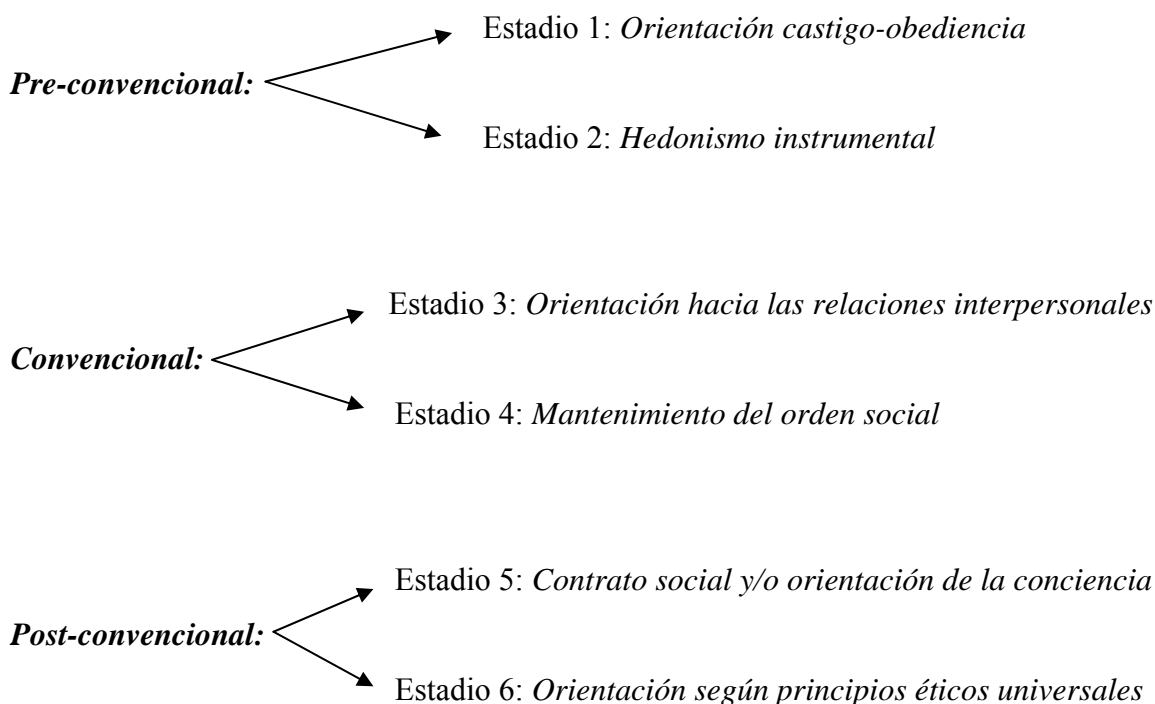 Estadio 1: Orientación castigo-obediencia
Pre-convencional:
Estadio 2: Hedonismo instrumental
Estadio 3: Orientación hacia las relaciones interpersonales
Convencional:
Estadio 4: Mantenimiento del orden social
Estadio 5: Contrato social y/o orientación de la conciencia
Post-convencional:
Estadio 6: Orientación según principios éticos universales